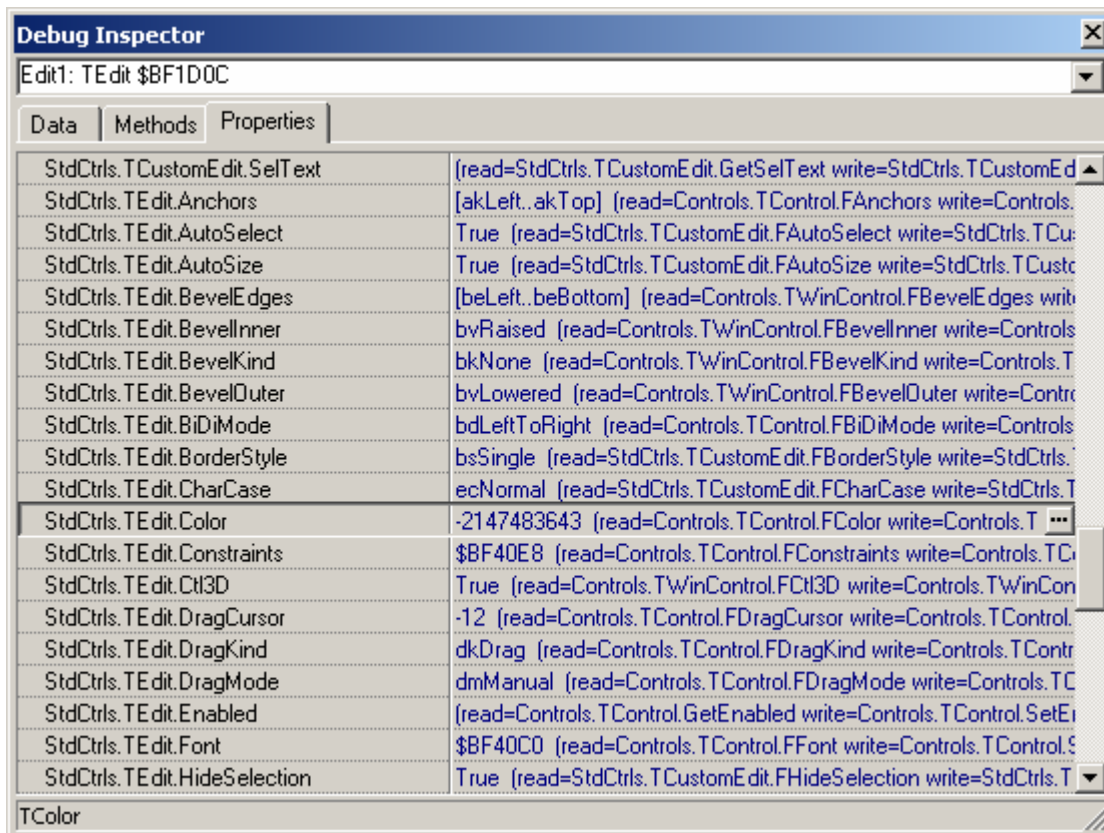 Debug Inspector
Edit1: TEdit $BF1D0C
Data Methods Properties
StdCtrls.TCustomEdit.SelText (read=StdCtrls.TCustomEdit.GetSelText write=StdCtrls.TCustomEd
StdCtrls.TEdit.Anchors [akLeft..akTop] (read=Controls.TControl.FAnchors write=Controls.
StdCtrls.TEdit.AutoSelect True (read=StdCtrls.TCustomEdit.FAutoSelect write=StdCtrls.TCu
StdCtrls.TEdit.AutoSize True (read=StdCtrls.TCustomEdit.FAutoSize write=StdCtrls.TCusto
StdCtrls.TEdit.BevelEdges [beLeft..beBottom] (read=Controls.TWinControl.FBevelEdges writ
StdCtrls.TEdit.BevelInner bvRaised (read=Controls.TWinControl.FBevelInner write=Controls
StdCtrls.TEdit.BevelKind bkNone (read=Controls.TWinControl.FBevelKind write=Controls.T
StdCtrls.TEdit.BevelOuter bvLowered (read=Controls.TWinControl.FBevelOuter write=Contro
StdCtrls.TEdit.BiDiMode bdLeftToRight (read=Controls.TControl.FBiDiMode write=Controls
StdCtrls.TEdit.BorderStyle bsSingle (read=StdCtrls.TCustomEdit.FBorderStyle write=StdCtrls.
StdCtrls.TEdit.CharCase ecNormal (read=StdCtrls.TCustomEdit.FCharCase write=StdCtrls.T
StdCtrls.TEdit.Color -2147483643 (read=Controls.TControl.FColor write=Controls.T ...
StdCtrls.TEdit.Constraints $BF40E8 (read=Controls.TControl.FConstraints write=Controls.TC
StdCtrls.TEdit.Ctl3D True (read=Controls.TWinControl.FCtl3D write=Controls.TWinCon
StdCtrls.TEdit.DragCursor -12 (read=Controls.TControl.FDragCursor write=Controls.TControl.
StdCtrls.TEdit.DragKind dkDrag (read=Controls.TControl.FDragKind write=Controls.TContr
StdCtrls.TEdit.DragMode dmManual (read=Controls.TControl.FDragMode write=Controls.TC
StdCtrls.TEdit.Enabled (read=Controls.TControl.GetEnabled write=Controls.TControl.SetE
StdCtrls.TEdit.Font $BF40C0 (read=Controls.TControl.FFont write=Controls.TControl.S
StdCtrls.TEdit.HideSelection True (read=StdCtrls.TCustomEdit.FHideSelection write=StdCtrls.T
TColor